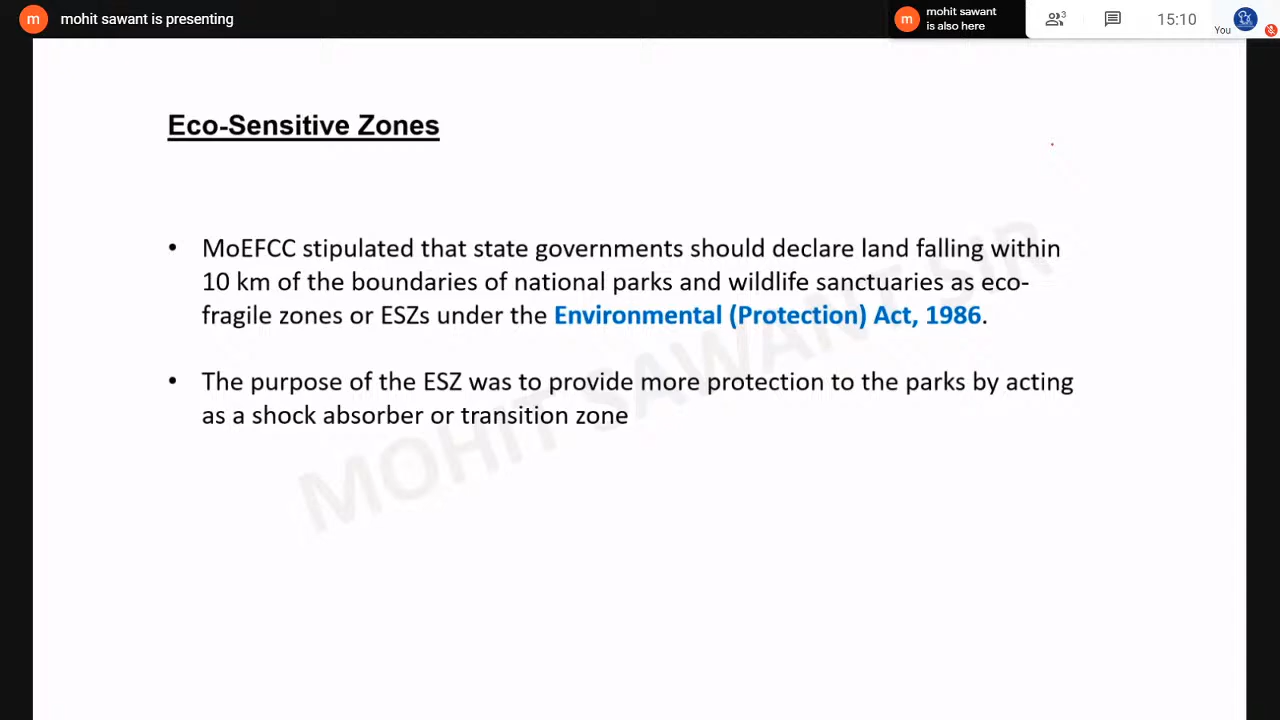 m mohit sawant is presenting
m mohit sawant
is also here
3
15:10
You
Eco-Sensitive Zones
• MoEFCC stipulated that state governments should declare land falling within
10 km of the boundaries of national parks and wildlife sanctuaries as eco-
fragile zones or ESZs under the Environmental (Protection) Act, 1986.
• The purpose of the ESZ was to provide more protection to the parks by acting
as a shock absorber or transition zone
MOHIT SAWANT SIR